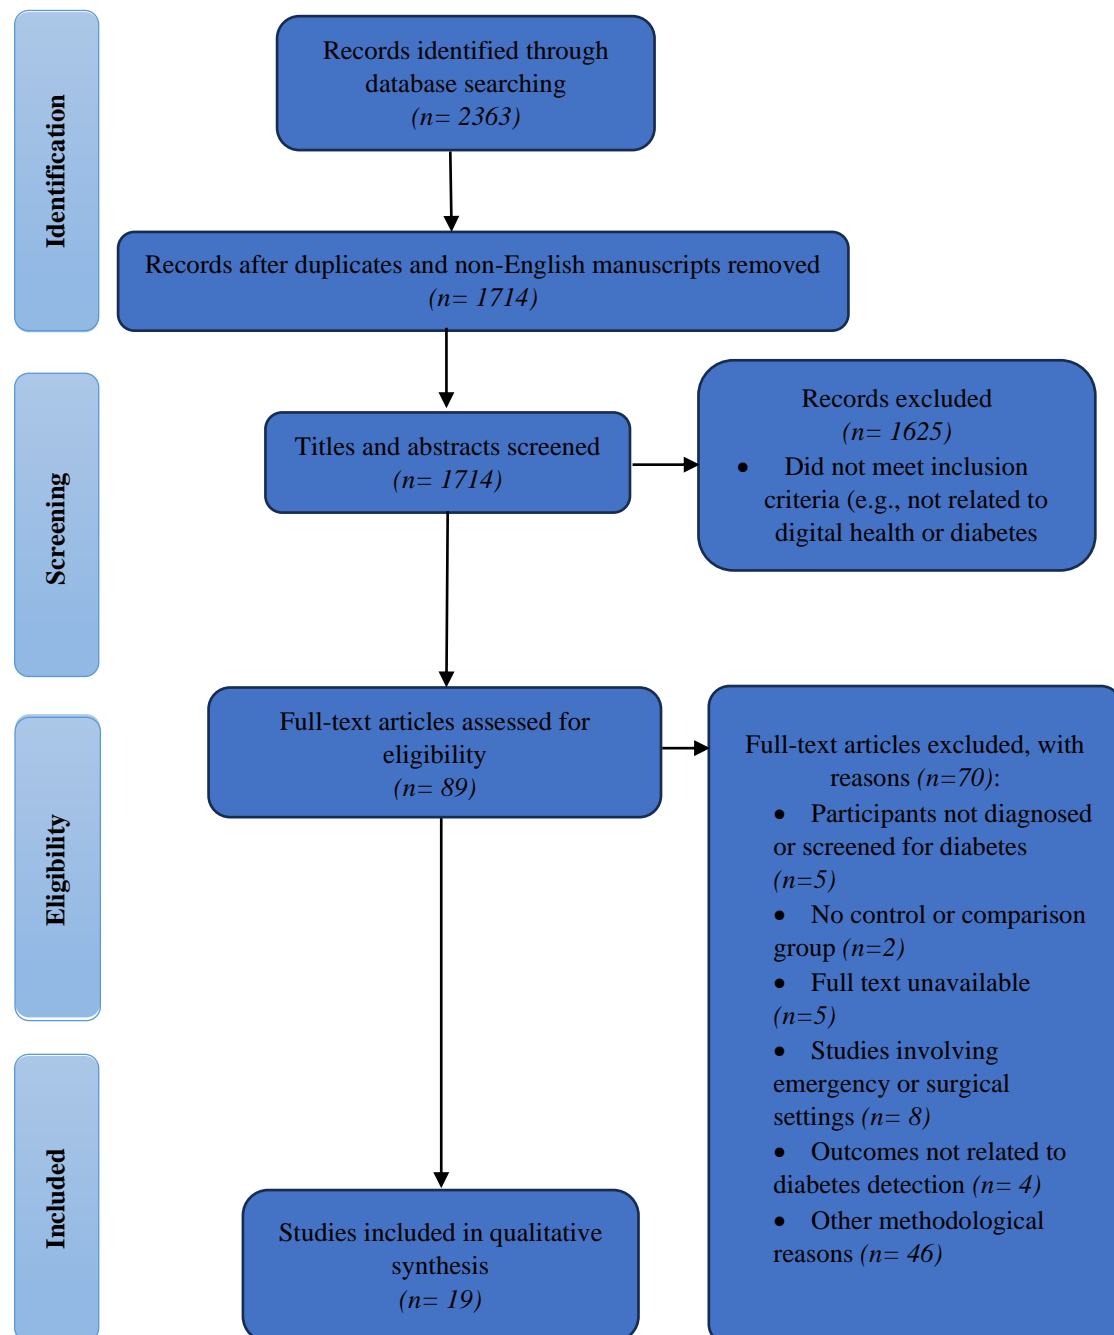 Identification
Records identified through
database searching
(n= 2363)
Records after duplicates and non-English manuscripts removed
(n= 1714)
Screening
Titles and abstracts screened
(n= 1714)
Records excluded
(n= 1625)
• Did not meet inclusion
criteria (e.g., not related to
digital health or diabetes
Eligibility
Full-text articles assessed for
eligibility
(n= 89)
Full-text articles excluded, with
reasons (n=70):
• Participants not diagnosed
or screened for diabetes
(n=5)
• No control or comparison
group (n=2)
• Full text unavailable
(n=5)
• Studies involving
emergency or surgical
settings (n= 8)
• Outcomes not related to
diabetes detection (n= 4)
• Other methodological
reasons (n= 46)
Included
Studies included in qualitative
synthesis
(n= 19)